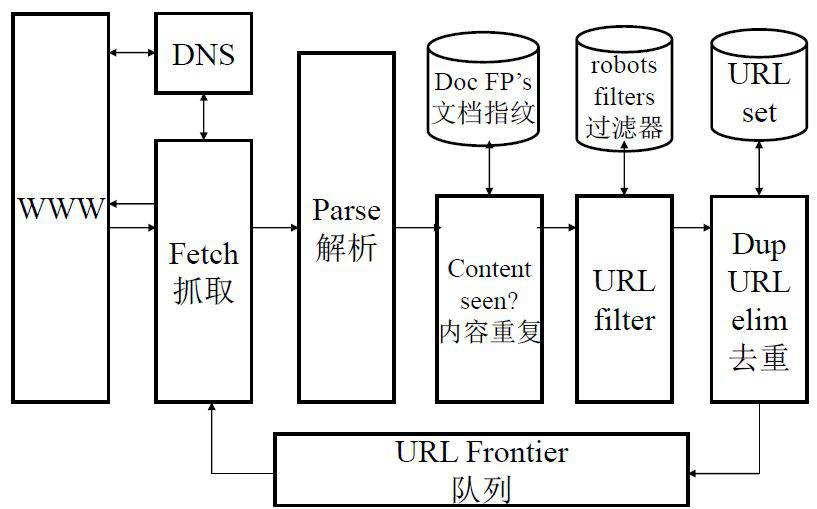 WWW
DNS
Fetch
抓取
Parse
解析
Doc FP's
文档指纹
Content
seen?
内容重复
robots
filters
过滤器
URL
filter
URL
set
Dup
URL
elim
去重
URL Frontier
队列